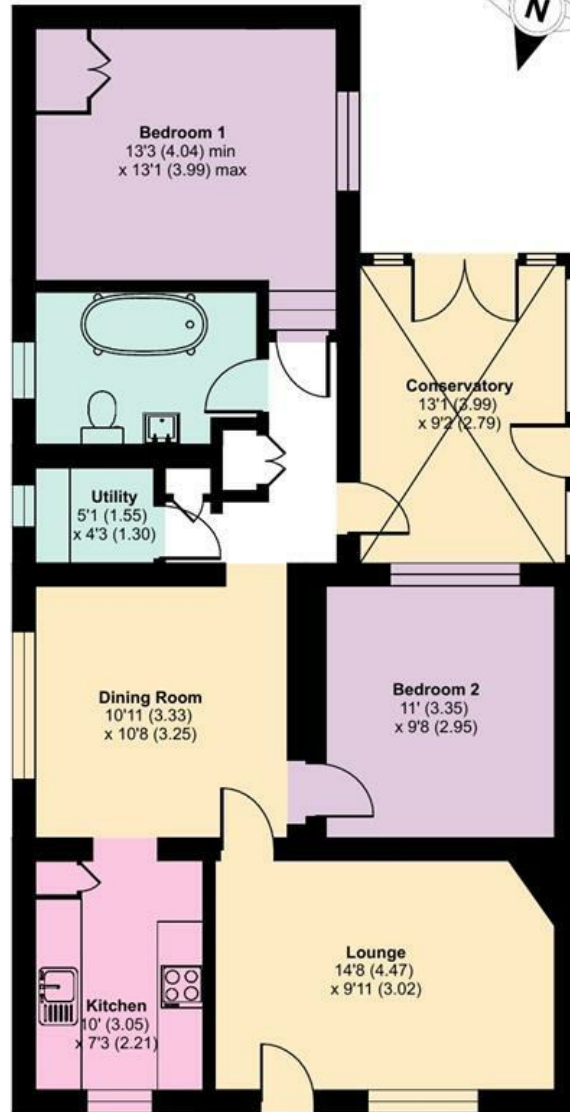 N
Bedroom 1
13'3 (4.04) min
x 13'1 (3.99) max
Conservatory
13'1 (3.99)
x 9'2 (2.79)
Utility
5'1 (1.55)
x 4'3 (1.30)
Dining Room
10'11 (3.33)
x 10'8 (3.25)
Bedroom 2
11' (3.35)
x 9'8 (2.95)
Lounge
14'8 (4.47)
x 9'11 (3.02)
Kitchen
10' (3.05)
x 7'3 (2.21)